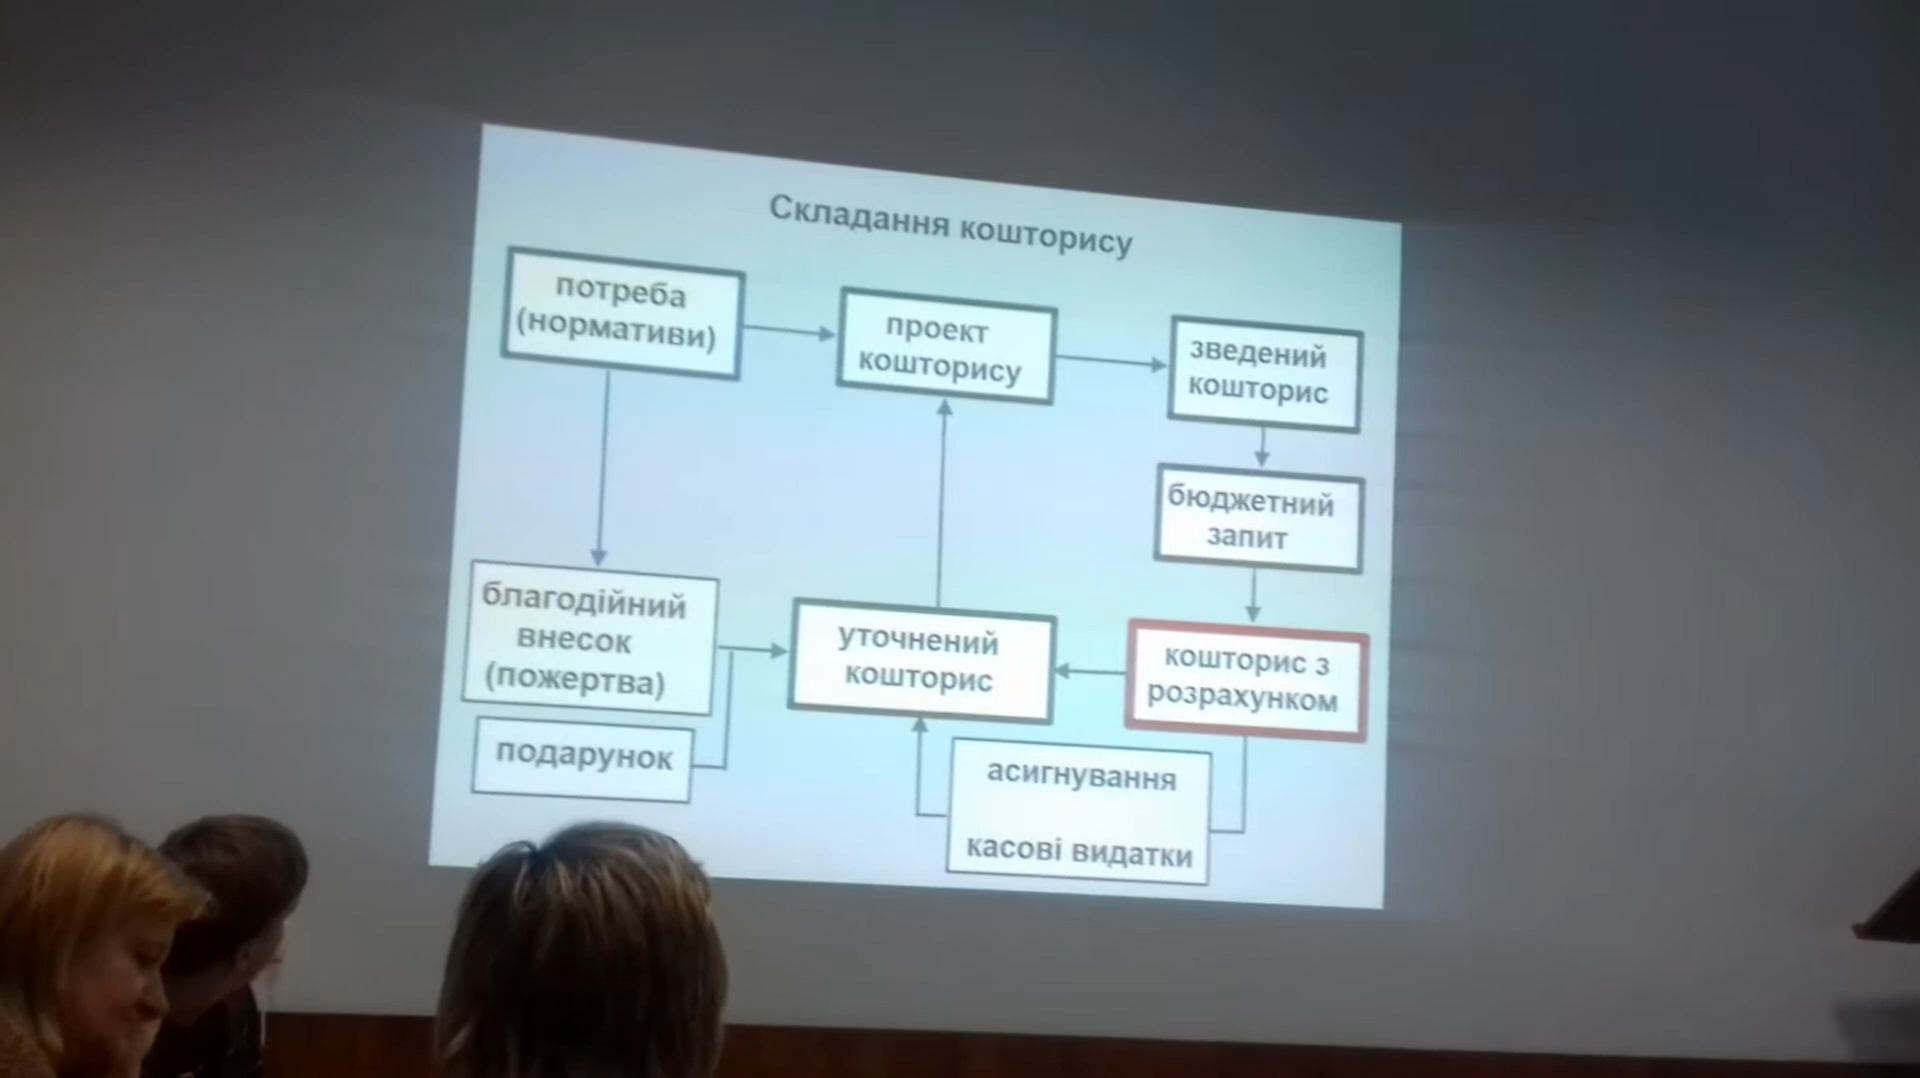 Складання кошторису
потреба
(нормативи)
проект
кошторису
зведений
кошторис
бюджетний
запит
благодійний
внесок
(пожертва)
уточнений
кошторис
кошторис з
розрахунком
подарунок
асигнування
касові видатки